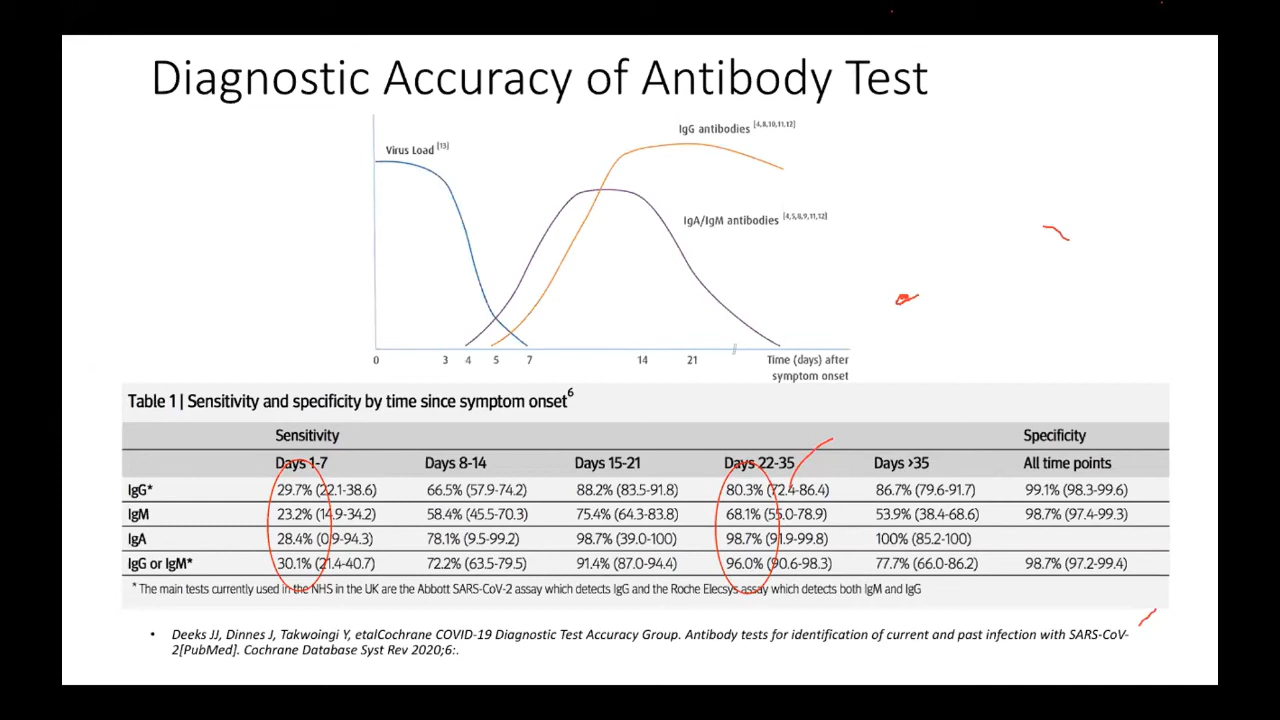 Diagnostic Accuracy of Antibody Test
IgG antibodies [4,8,10,11,12]
Virus Load [13]
IgA/IgM antibodies [4,5,8,9,11,12]
0 3 4 5 7 14 21 Time (days) after
symptom onset
Table 1 | Sensitivity and specificity by time since symptom onset6
Sensitivity Specificity
Days 1-7 Days 8-14 Days 15-21 Days 22-35 Days >35 All time points
IgG* 29.7% (22.1-38.6) 66.5% (57.9-74.2) 88.2% (83.5-91.8) 80.3% (72.4-86.4) 86.7% (79.6-91.7) 99.1% (98.3-99.6)
IgM 23.2% (14.9-34.2) 58.4% (45.5-70.3) 75.4% (64.3-83.8) 68.1% (55.0-78.9) 53.9% (38.4-68.6) 98.7% (97.4-99.3)
IgA 28.4% (0.9-94.3) 78.1% (9.5-99.2) 98.7% (39.0-100) 98.7% (91.9-99.8) 100% (85.2-100)
IgG or IgM* 30.1% (21.4-40.7) 72.2% (63.5-79.5) 91.4% (87.0-94.4) 96.0% (90.6-98.3) 77.7% (66.0-86.2) 98.7% (97.2-99.4)
* The main tests currently used in the NHS in the UK are the Abbott SARS-CoV-2 assay which detects IgG and the Roche Elecsys assay which detects both IgM and IgG
• Deeks JJ, Dinnes J, Takwoingi Y, etalCochrane COVID-19 Diagnostic Test Accuracy Group. Antibody tests for identification of current and past infection with SARS-CoV-
2[PubMed]. Cochrane Database Syst Rev 2020;6:.